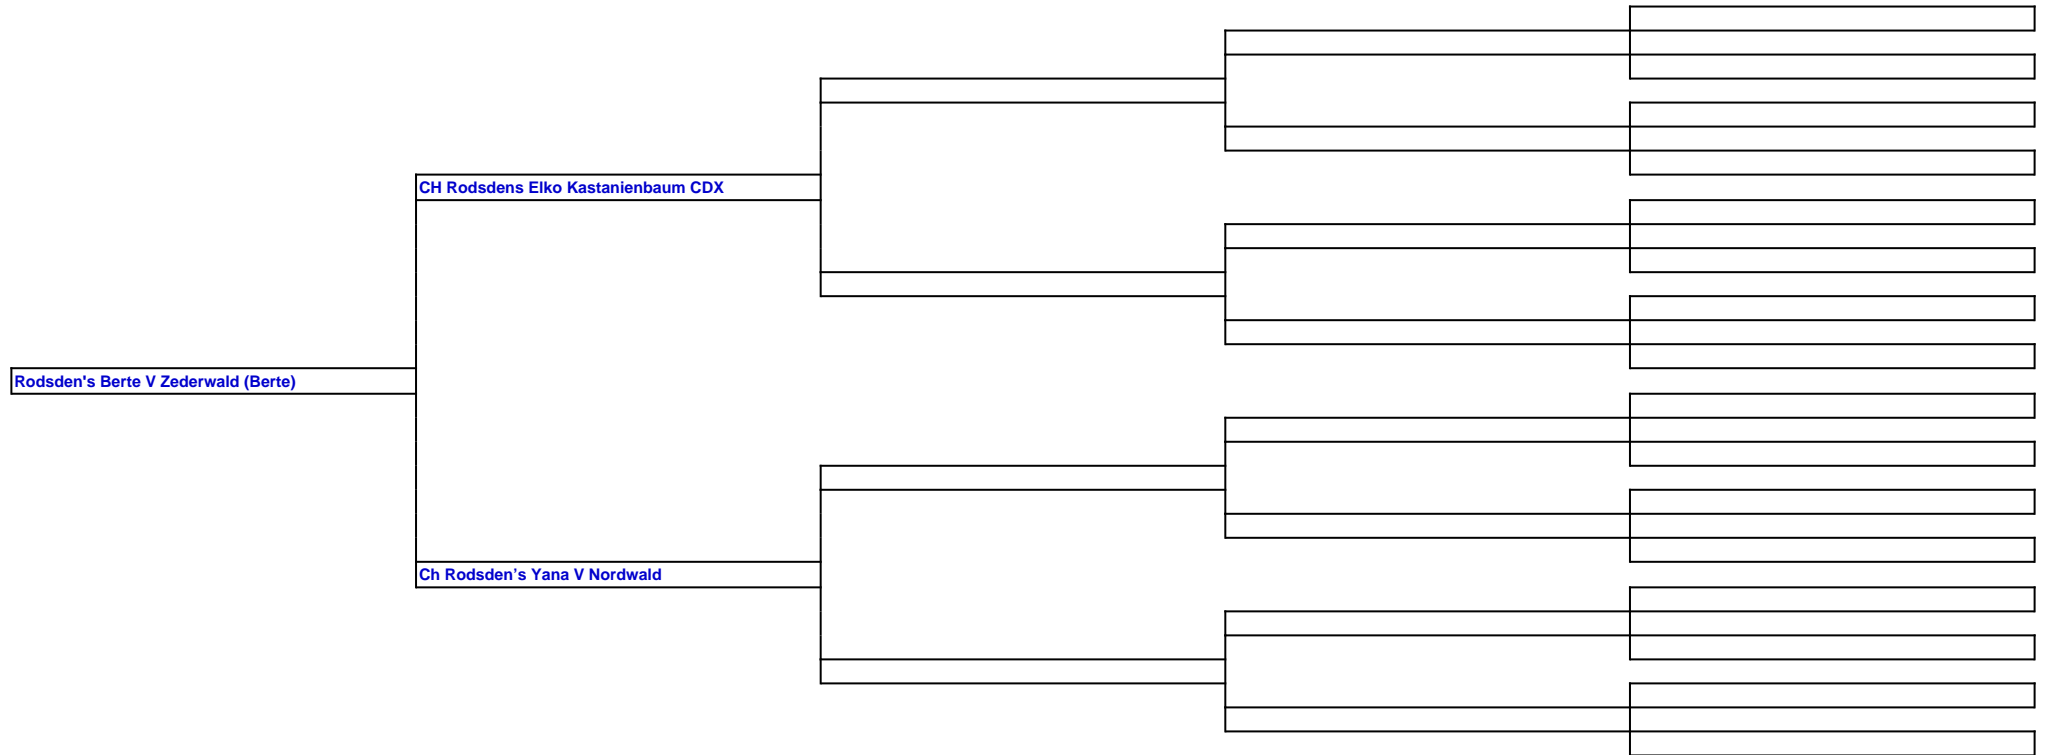 CH Rodsdens Elko Kastanienbaum CDX
Rodsden's Berte V Zederwald (Berte)
Ch Rodsden’s Yana V Nordwald